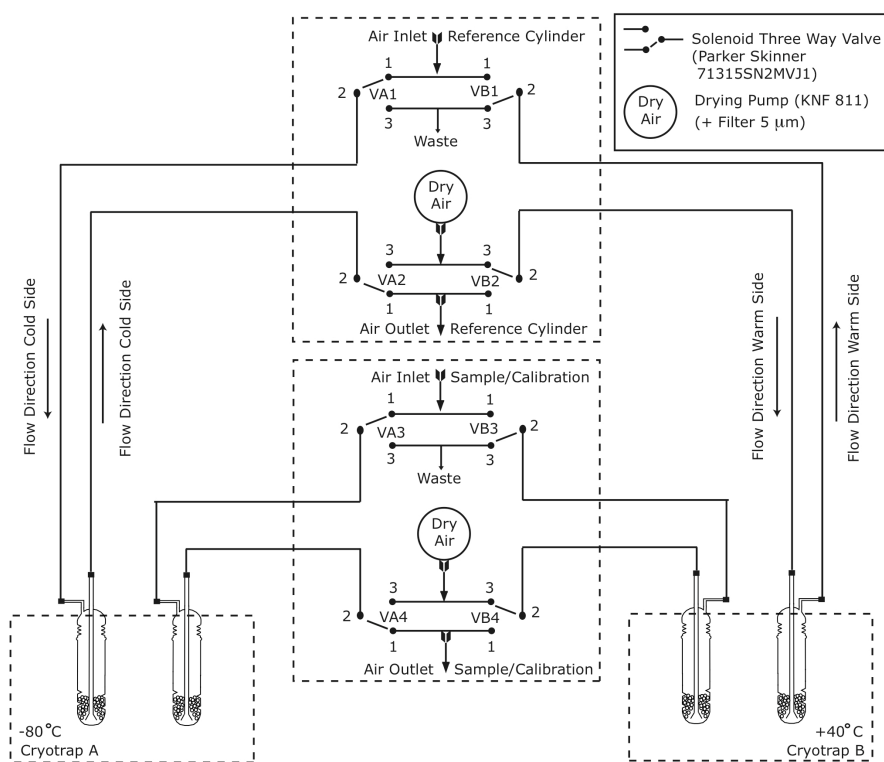 Air Inlet Reference Cylinder
1 1
2 VA1 VB1 2
3 3
Waste
Dry
Air
3 3
2 VA2 VB2 2
1 1
Air Outlet Reference Cylinder
Solenoid Three Way Valve
(Parker Skinner
71315SN2MVJ1)
Dry
Air
Drying Pump (KNF 811)
(+ Filter 5 μm)
Flow Direction Cold Side
Flow Direction Cold Side
Flow Direction Warm Side
Flow Direction Warm Side
Air Inlet Sample/Calibration
1 1
2 VA3 VB3 2
3 3
Waste
Dry
Air
3 3
2 VA4 VB4 2
1 1
Air Outlet Sample/Calibration
-80°C
Cryotrap A
+40°C
Cryotrap B